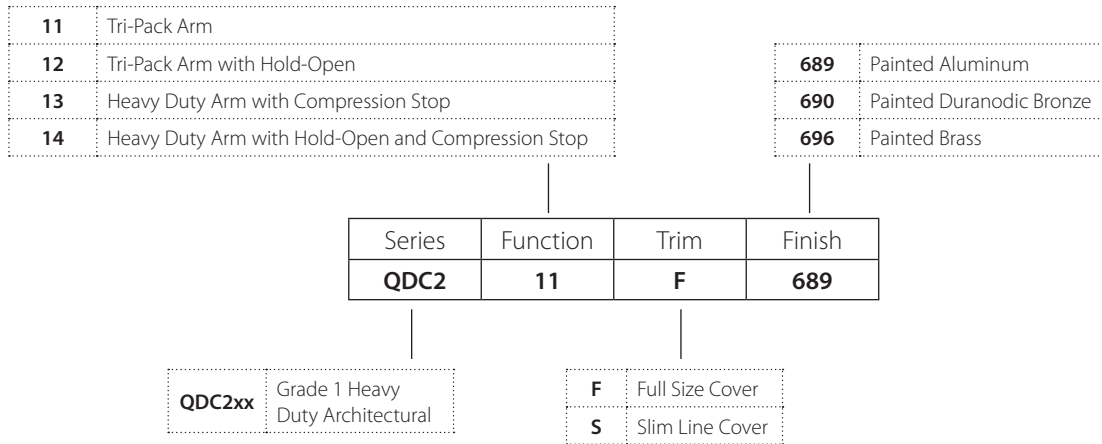 11 Tri-Pack Arm
12 Tri-Pack Arm with Hold-Open
13 Heavy Duty Arm with Compression Stop
14 Heavy Duty Arm with Hold-Open and Compression Stop
689 Painted Aluminum
690 Painted Duranodic Bronze
696 Painted Brass
Series Function Trim Finish
QDC2 11 F 689
QDC2xx Grade 1 Heavy
Duty Architectural
F Full Size Cover
S Slim Line Cover